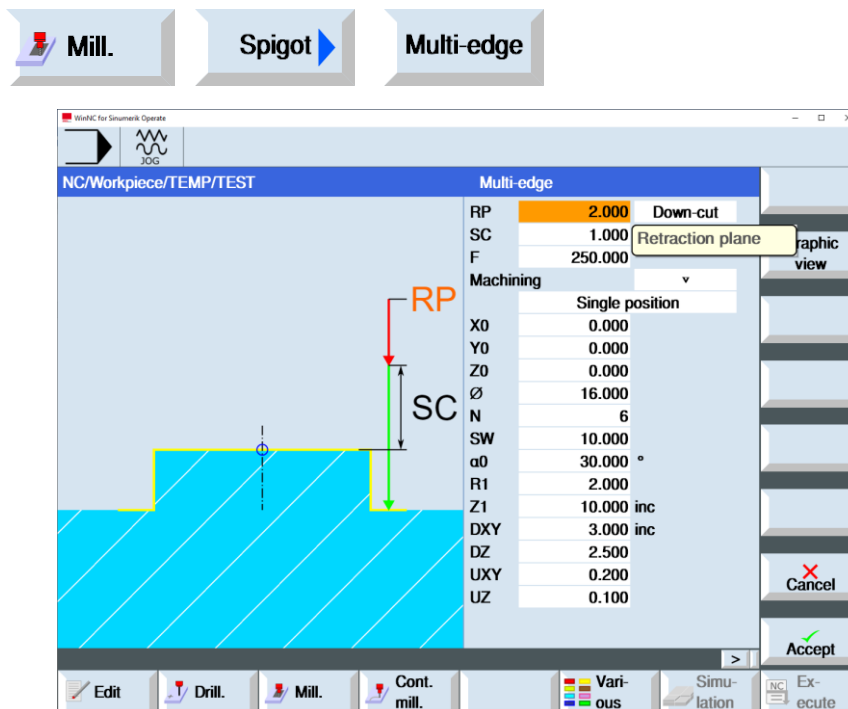 Mill.
Spigot
Multi-edge
WinNC for Sinumerik Operate
JOG
NC/Workpiece/TEMP/TEST
Multi-edge
RP 2.000 Down-cut
SC 1.000
Retraction plane
F 250.000
raphic
view
Machining v
Single position
X0 0.000
Y0 0.000
Z0 0.000
Ø 16.000
N 6
SW 10.000
α0 30.000 °
R1 2.000
Z1 10.000 inc
DXY 3.000 inc
DZ 2.500
UXY 0.200
UZ 0.100
RP
SC
Cancel
Accept
>
Edit
Drill.
Mill.
Cont.
mill.
Vari-
ous
Simu-
lation
NC
Ex-
ecute